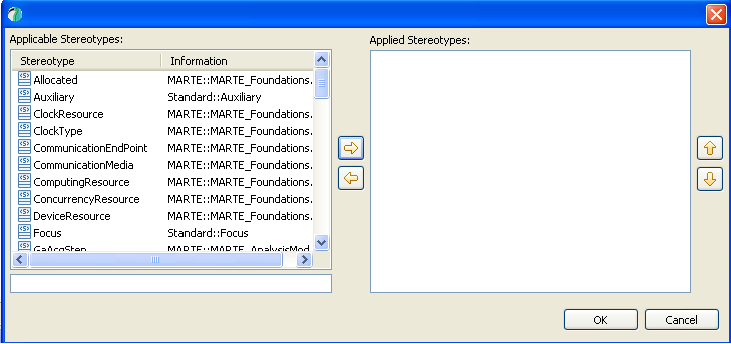 Applicable Stereotypes:
Applied Stereotypes:
Stereotype Information
Allocated MARTE::MARTE_Foundations.
Auxiliary Standard::Auxiliary
ClockResource MARTE::MARTE_Foundations.
ClockType MARTE::MARTE_Foundations.
CommunicationEndPoint MARTE::MARTE_Foundations.
CommunicationMedia MARTE::MARTE_Foundations.
ComputingResource MARTE::MARTE_Foundations.
ConcurrencyResource MARTE::MARTE_Foundations.
DeviceResource MARTE::MARTE_Foundations.
Focus Standard::Focus
GaAcqStep MARTE::MARTE_AnalysisMod
OK Cancel